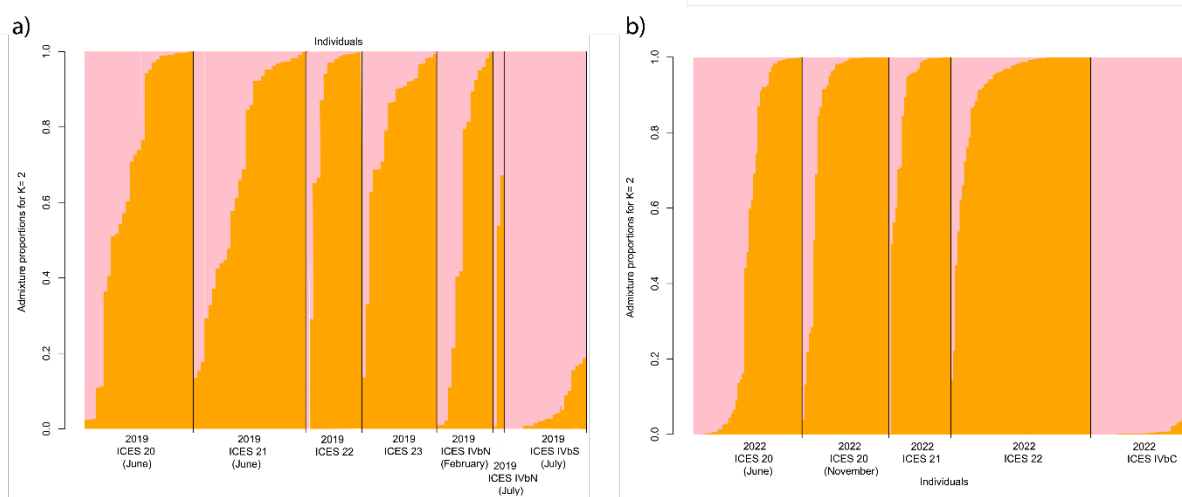 a)
Individuals
Admixture proportions for K= 2
1.0
0.8
0.6
0.4
0.2
0.0
2019
ICES 20
(June)
2019
ICES 21
(June)
2019
ICES 22
2019
ICES 23
2019
ICES IVbN
(February)
2019
ICES IVbN
(July)
2019
ICES IVbS
(July)
b)
Admixture proportions for K= 2
1.0
0.8
0.6
0.4
0.2
0.0
2022
ICES 20
(June)
2022
ICES 20
(November)
2022
ICES 21
2022
ICES 22
2022
ICES IVbC
Individuals